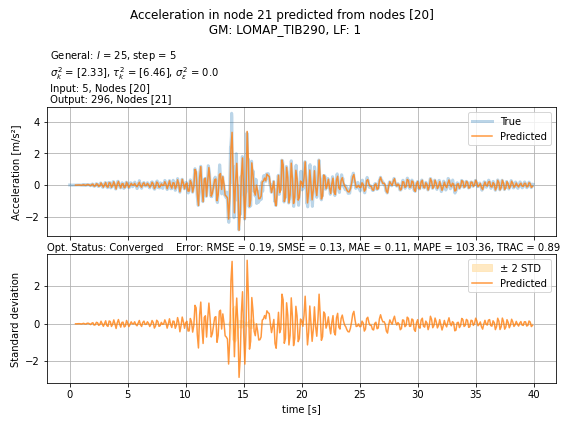 Acceleration in node 21 predicted from nodes [20]
GM: LOMAP_TIB290, LF: 1
General: l = 25, step = 5
σ²ₖ = [2.33], τ²ₖ = [6.46], σ²ε = 0.0
Input: 5, Nodes [20]
Output: 296, Nodes [21]
Acceleration [m/s²]
4
2
0
−2
True
Predicted
Opt. Status: Converged Error: RMSE = 0.19, SMSE = 0.13, MAE = 0.11, MAPE = 103.36, TRAC = 0.89
Standard deviation
2
0
−2
± 2 STD
Predicted
0 5 10 15 20 25 30 35 40
time [s]